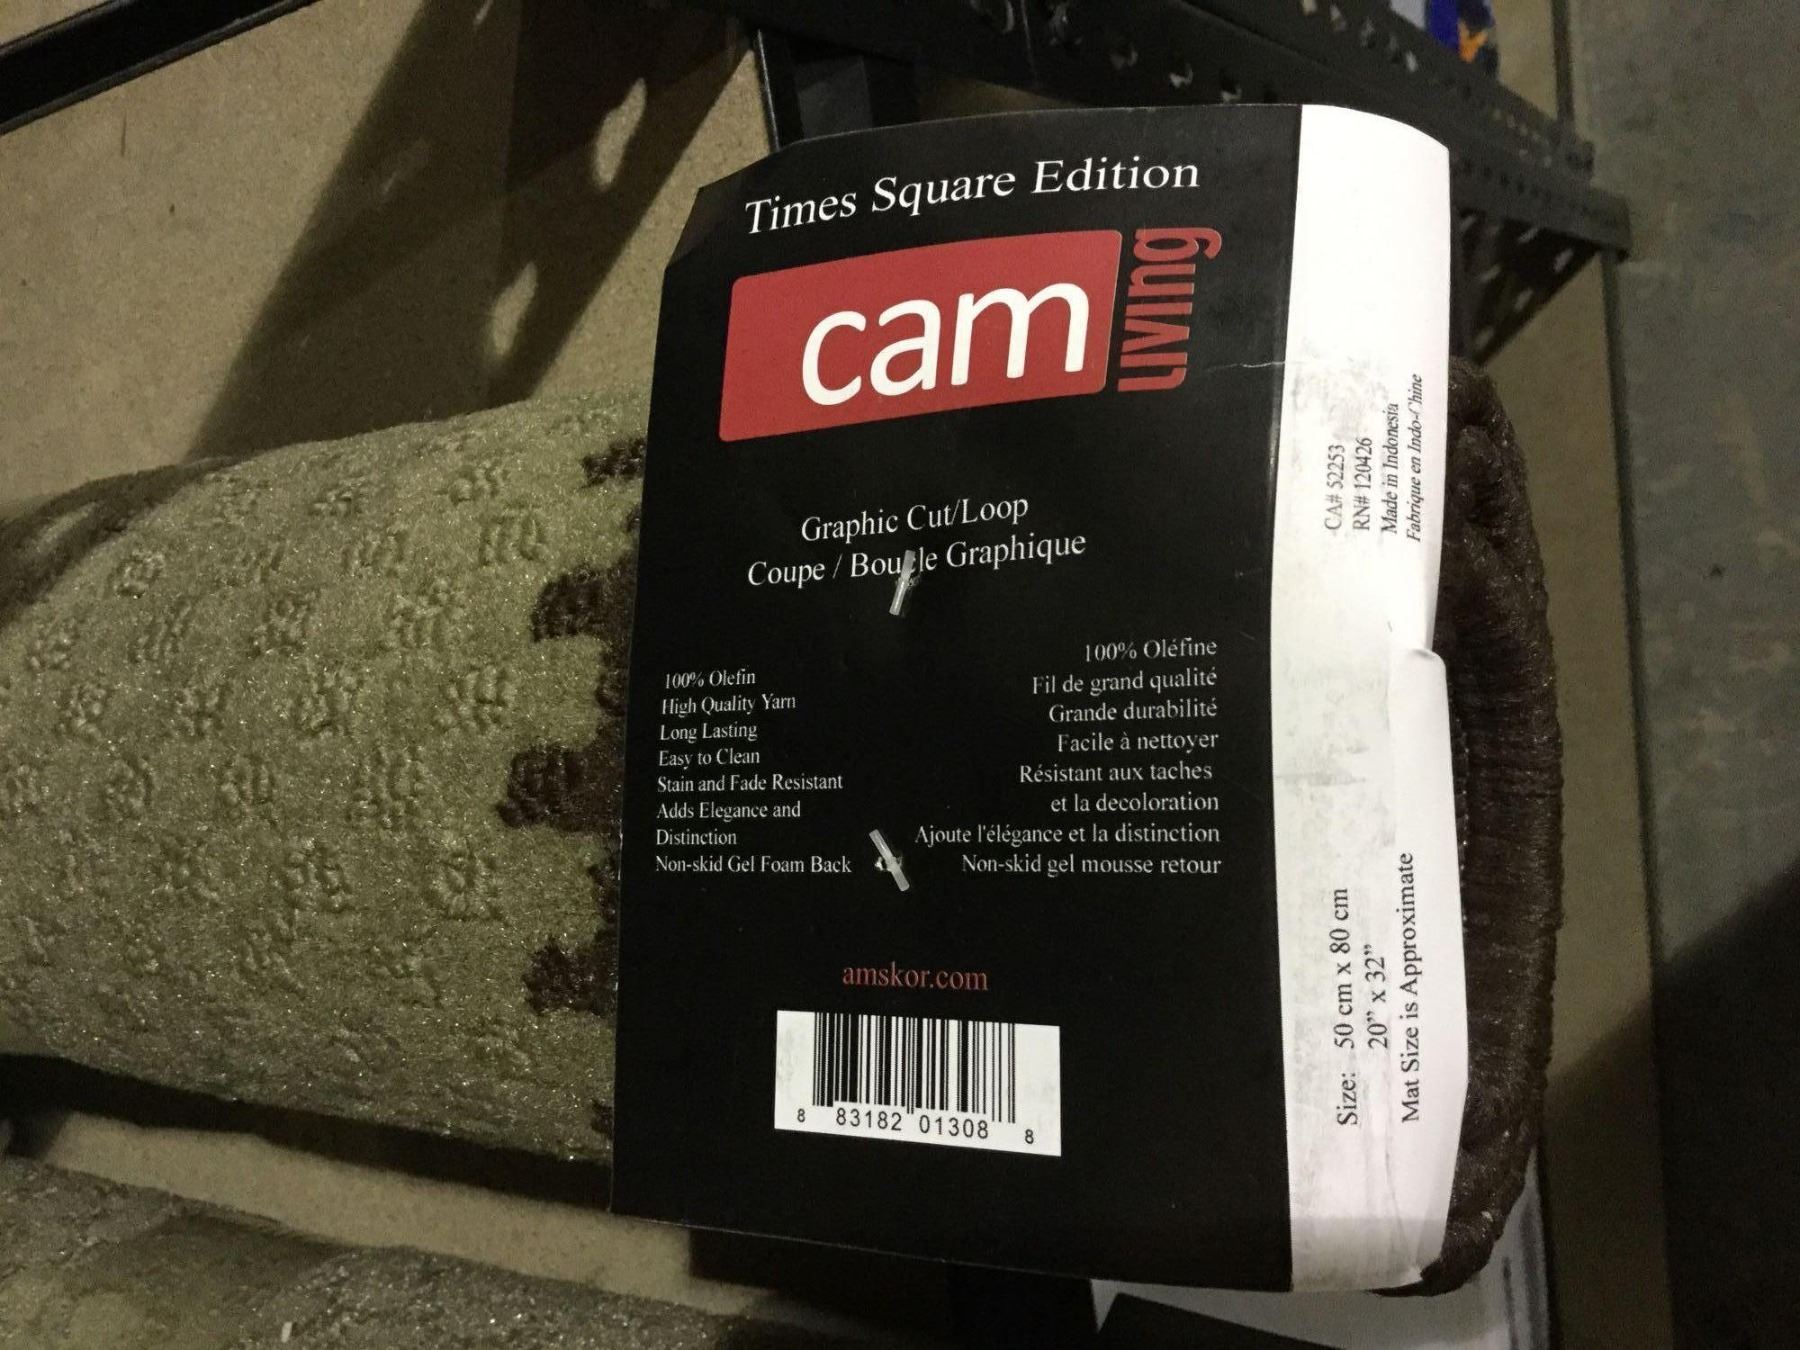 Times Square Edition
cam
LIVING
Graphic Cut/Loop
Coupe / Boucle Graphique
100% Olefin
High Quality Yarn
Long Lasting
Easy to Clean
Stain and Fade Resistant
Adds Elegance and
Distinction
Non-skid Gel Foam Back
100% Oléfine
Fil de grand qualité
Grande durabilité
Facile à nettoyer
Résistant aux taches
et la decoloration
Ajoute l'élégance et la distinction
Non-skid gel mousse retour
amskor.com
8 83182 01308 8
CA# 52253
RN# 120426
Made in Indonesia
Fabrique en Indo-Chine
Size: 50 cm x 80 cm
20” x 32”
Mat Size is Approximate